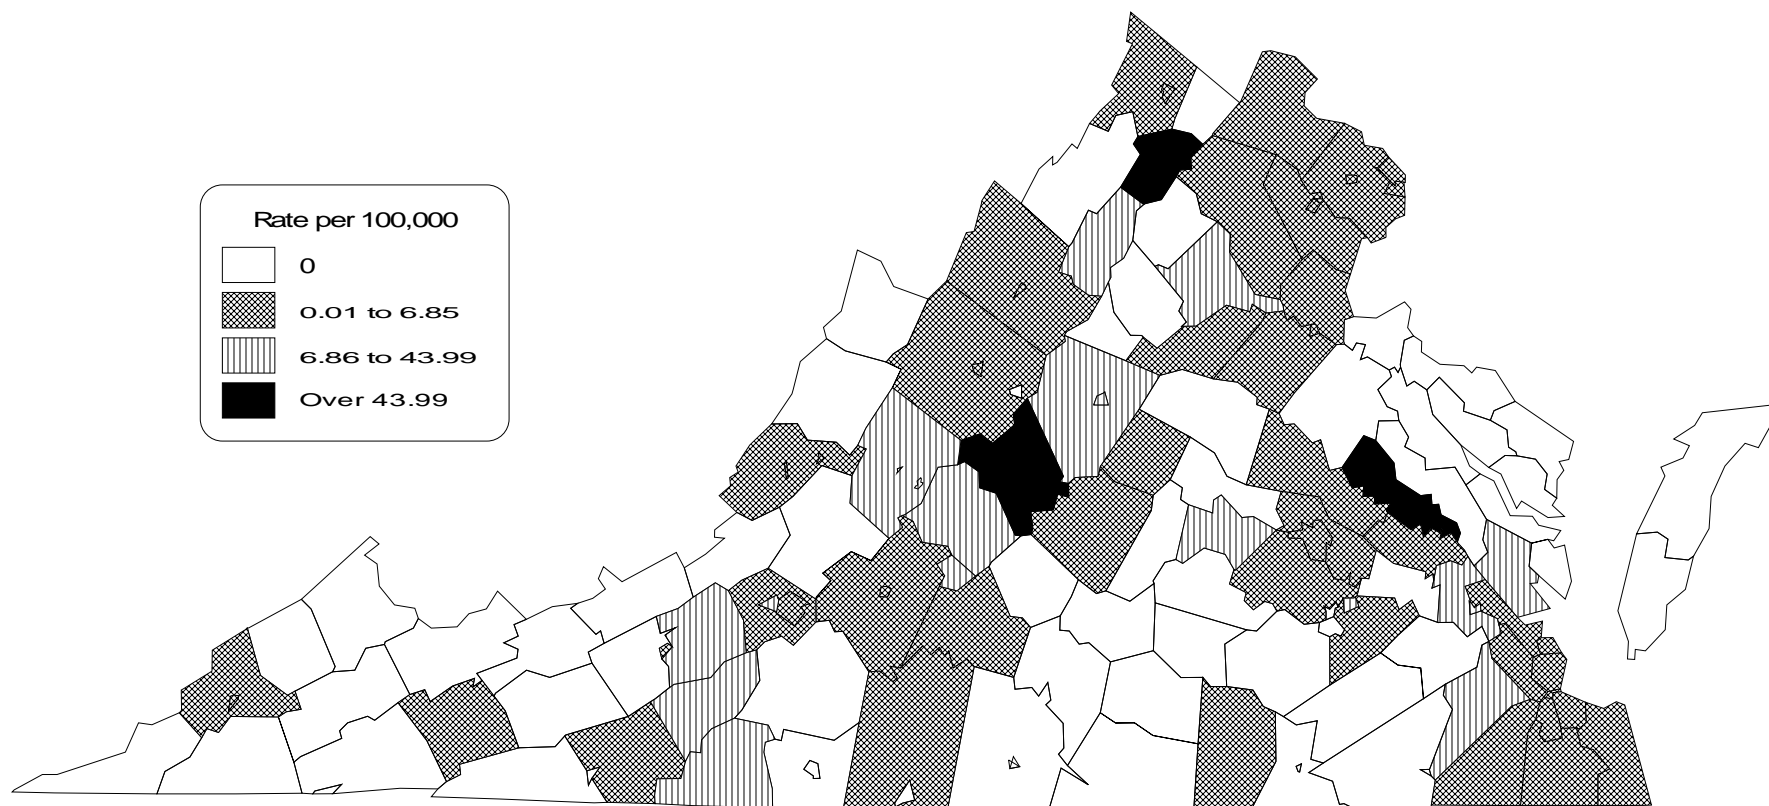 Rate per 100,000
0
0.01 to 6.85
6.86 to 43.99
Over 43.99